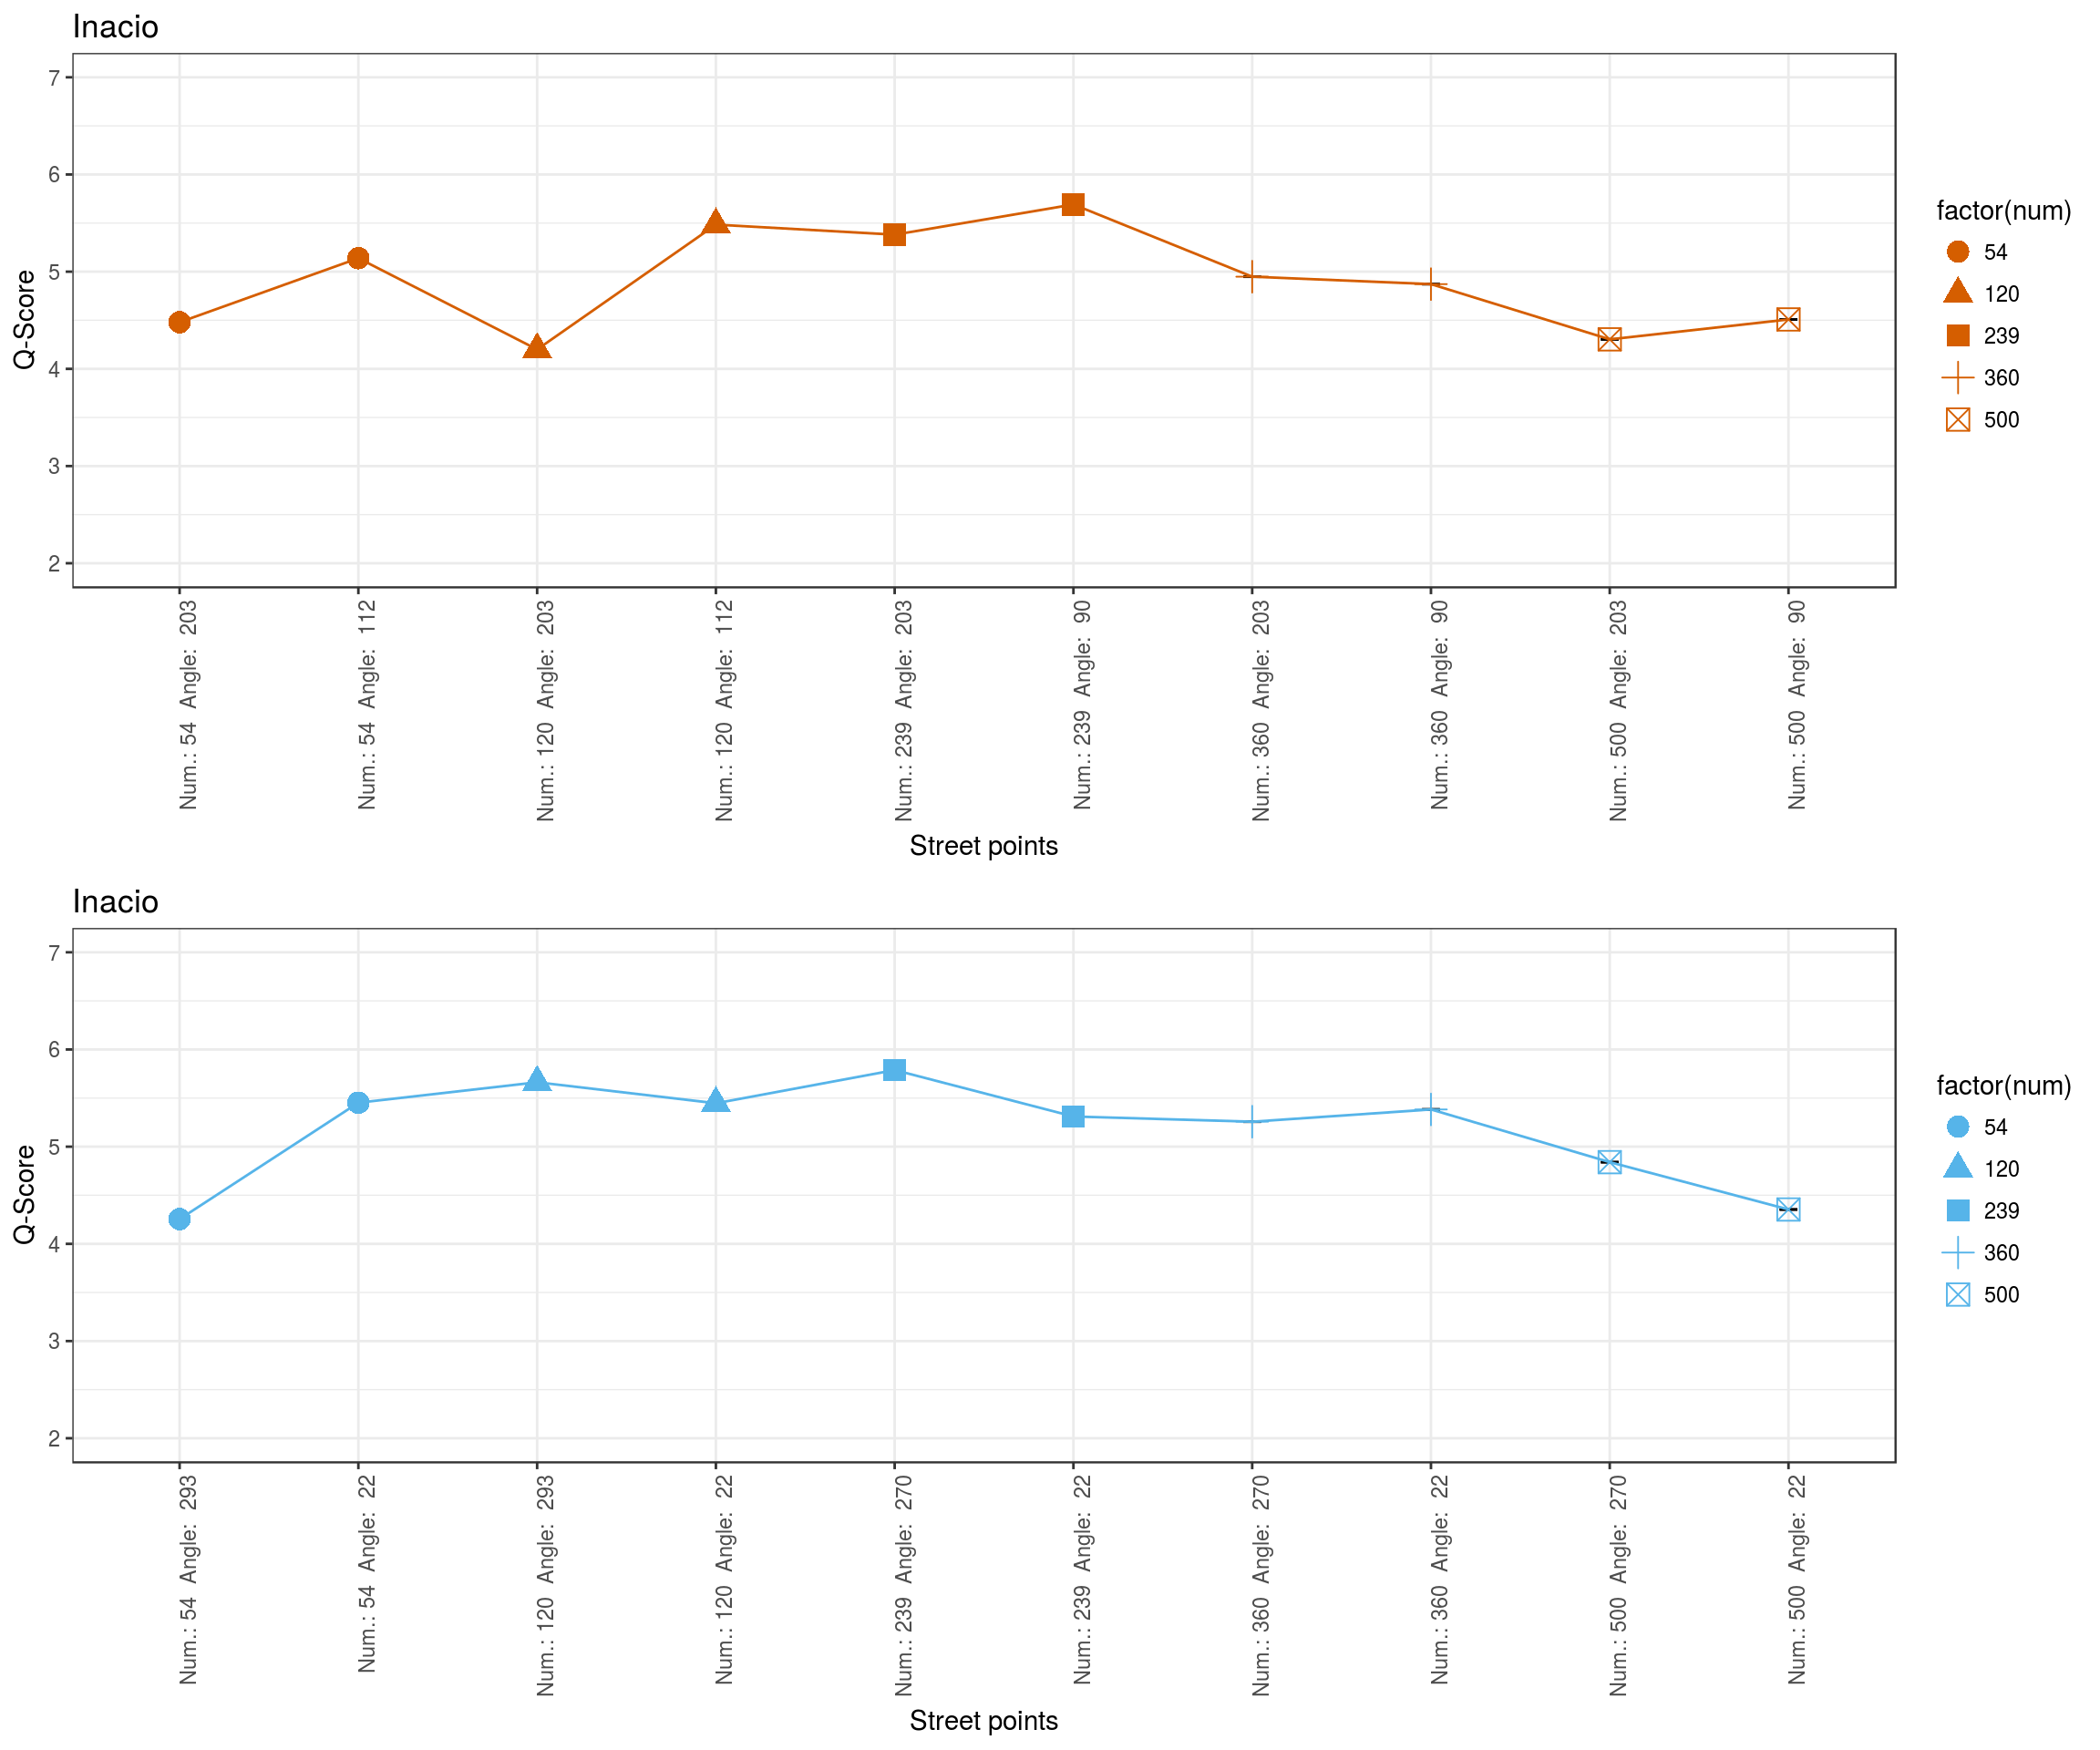 Inacio
Q-Score
7
6
5
4
3
2
Num.: 54 Angle: 203
Num.: 54 Angle: 112
Num.: 120 Angle: 203
Num.: 120 Angle: 112
Num.: 239 Angle: 203
Num.: 239 Angle: 90
Num.: 360 Angle: 203
Num.: 360 Angle: 90
Num.: 500 Angle: 203
Num.: 500 Angle: 90
Street points
factor(num)
54
120
239
360
500
Inacio
Q-Score
7
6
5
4
3
2
Num.: 54 Angle: 293
Num.: 54 Angle: 22
Num.: 120 Angle: 293
Num.: 120 Angle: 22
Num.: 239 Angle: 270
Num.: 239 Angle: 22
Num.: 360 Angle: 270
Num.: 360 Angle: 22
Num.: 500 Angle: 270
Num.: 500 Angle: 22
Street points
factor(num)
54
120
239
360
500